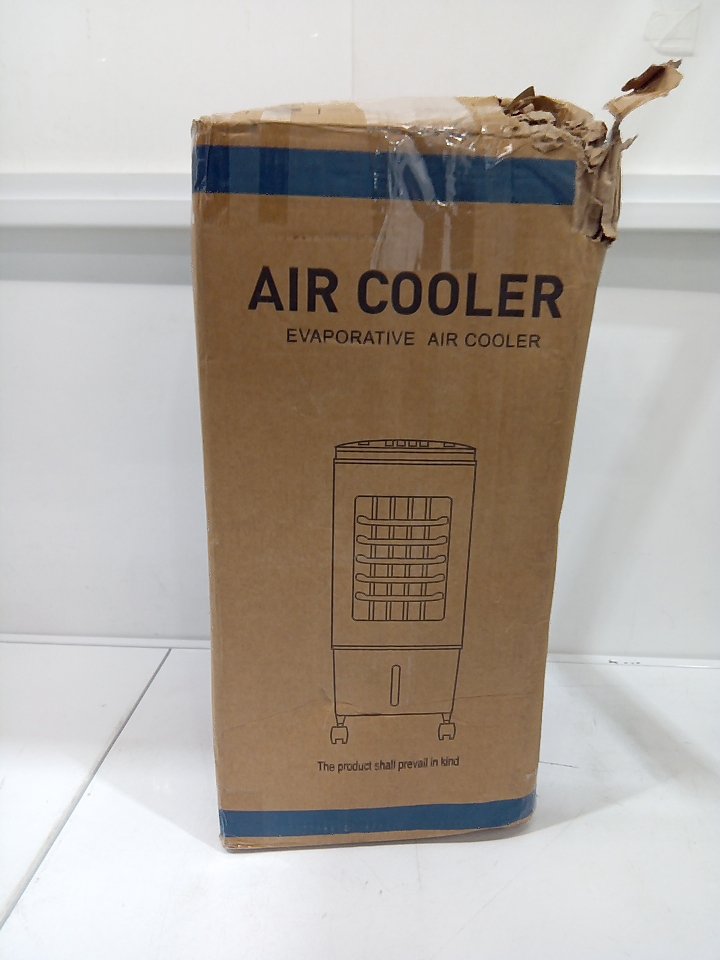 AIR COOLER
EVAPORATIVE AIR COOLER
The product shall prevail in kind